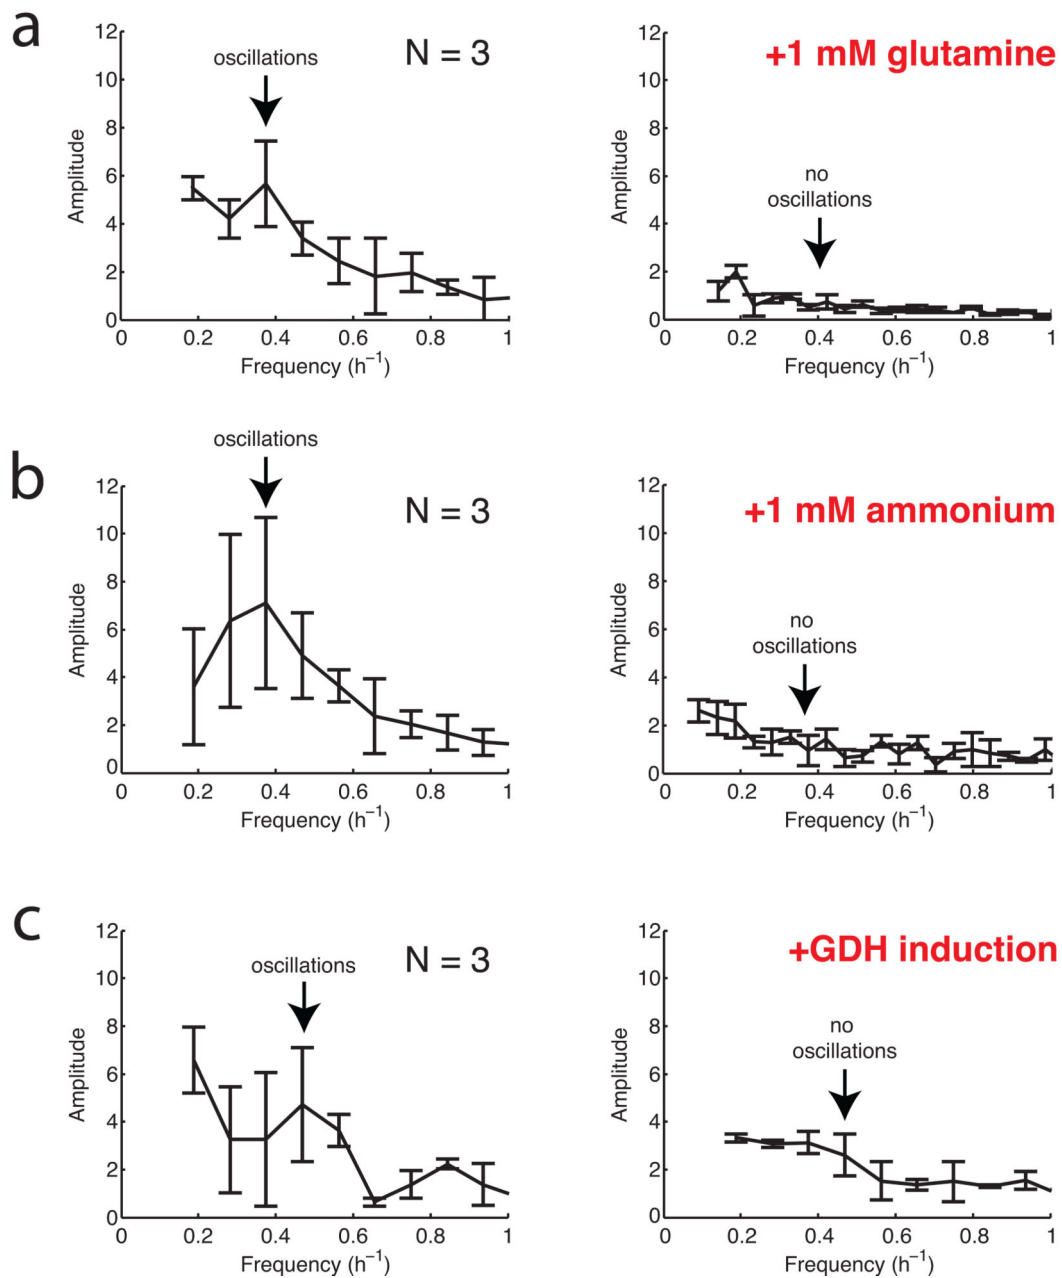 a
12
10
8
6
4
2
0
Amplitude
oscillations
N = 3
0 0.2 0.4 0.6 0.8 1
Frequency (h⁻¹)
+1 mM glutamine
12
10
8
6
4
2
0
Amplitude
no
oscillations
0.2 0.4 0.6 0.8 1
Frequency (h⁻¹)
b
oscillations
12
10
8
6
4
2
0
Amplitude
N = 3
0 0.2 0.4 0.6 0.8 1
Frequency (h⁻¹)
+1 mM ammonium
12
10
8
6
4
2
0
Amplitude
no
oscillations
0 0.2 0.4 0.6 0.8 1
Frequency (h⁻¹)
c
12
10
8
6
4
2
0
Amplitude
oscillations
N = 3
0 0.2 0.4 0.6 0.8 1
Frequency (h⁻¹)
+GDH induction
12
10
8
6
4
2
0
Amplitude
no
oscillations
0 0.2 0.4 0.6 0.8 1
Frequency (h⁻¹)